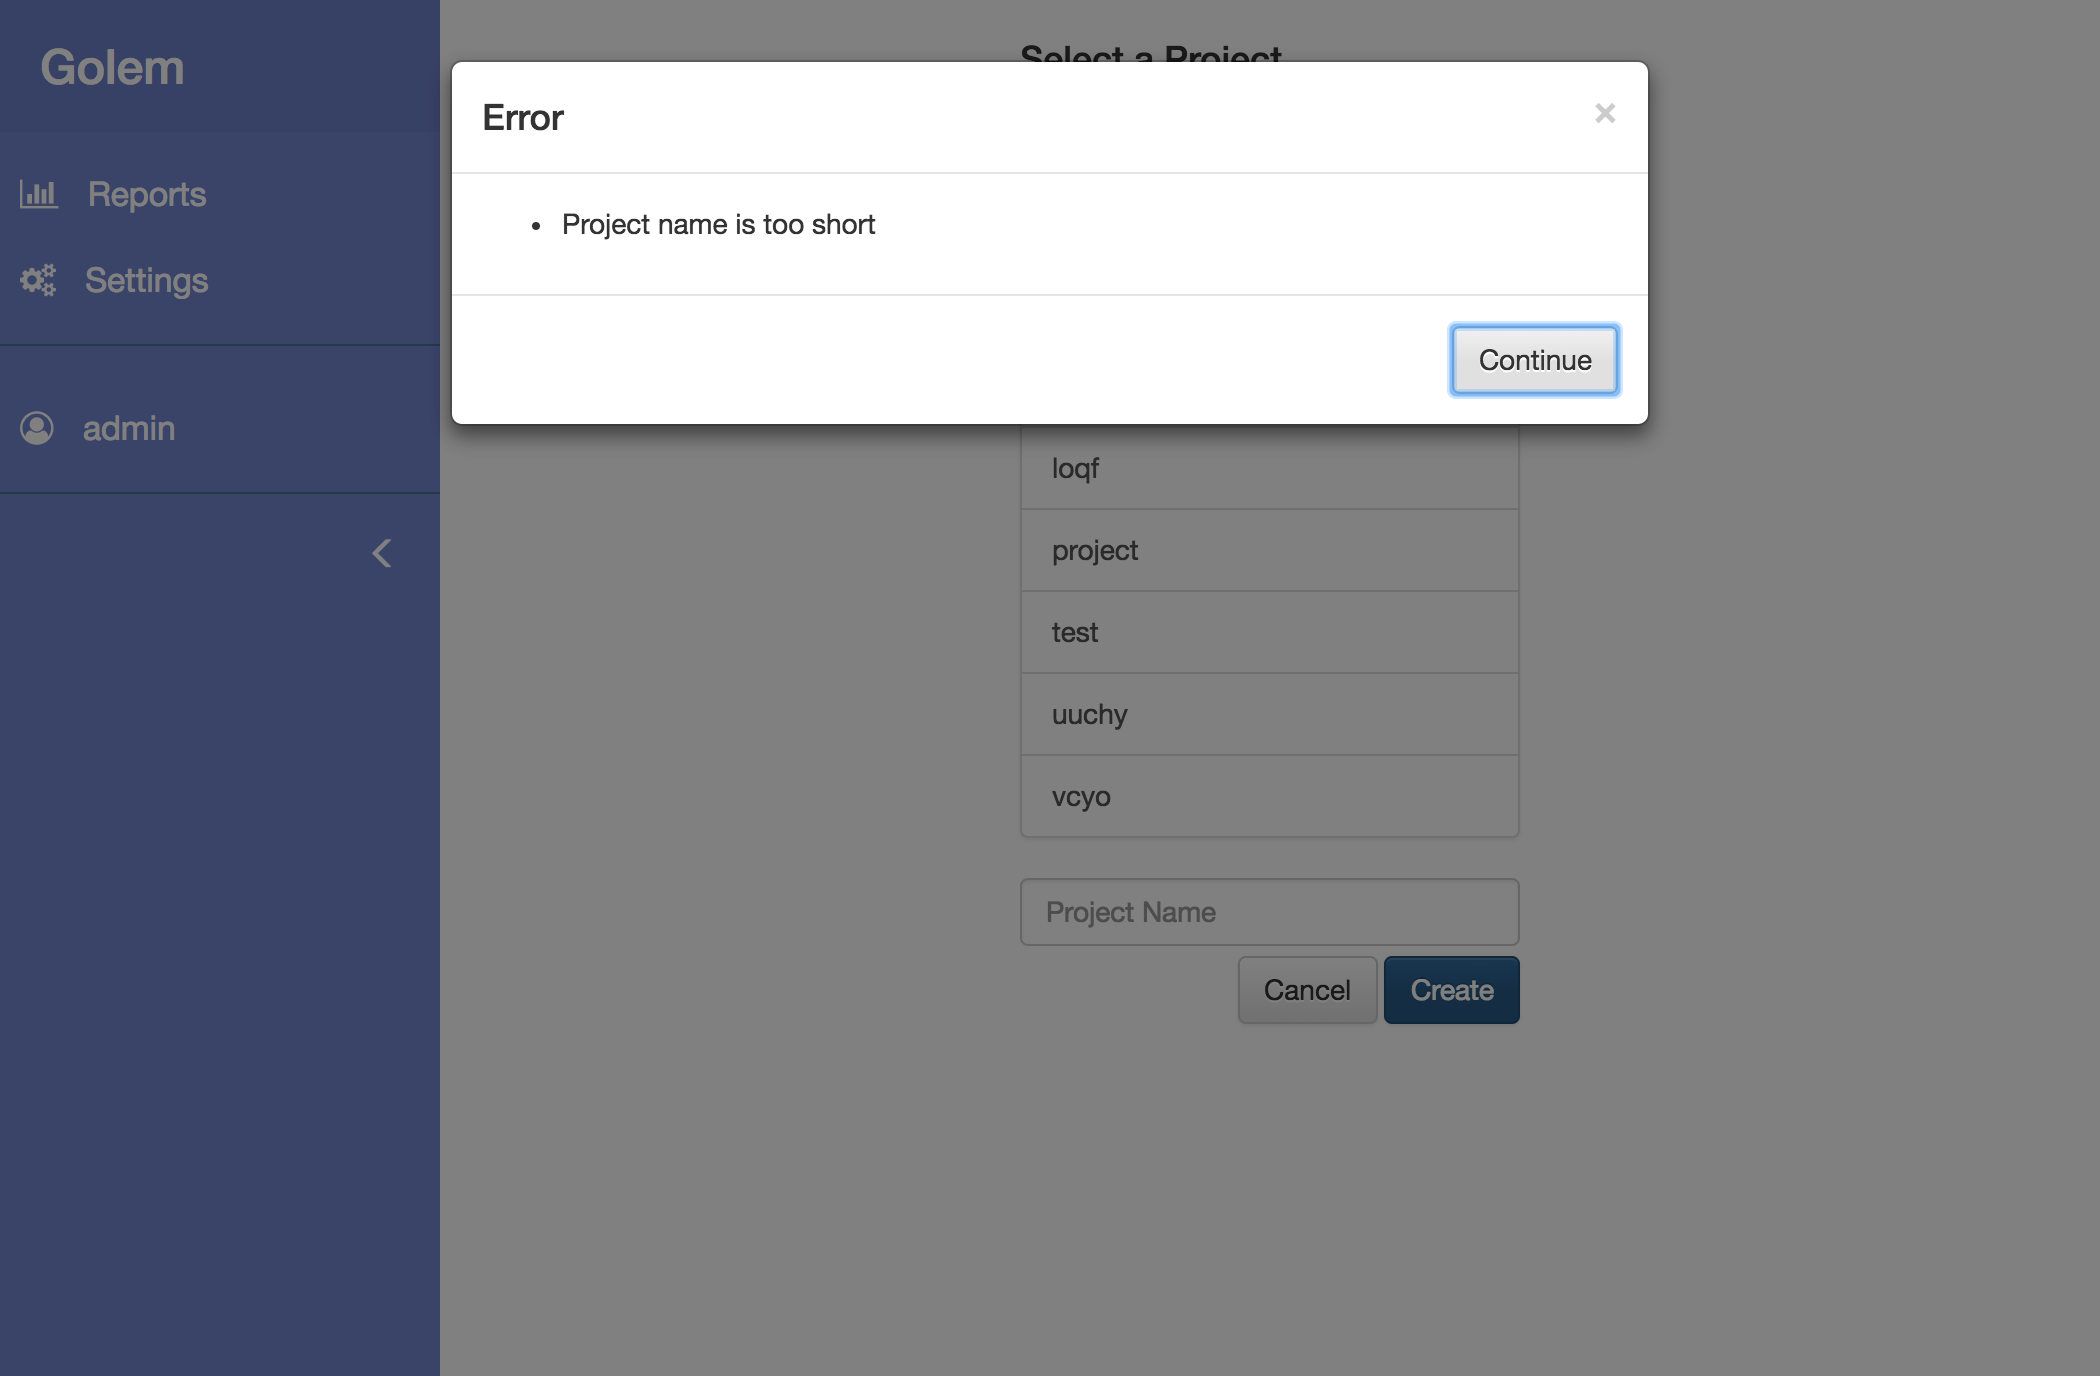 Golem
Reports
Settings
admin
Select a Project
Error
×
Project name is too short
Continue
loqf
project
test
uuchy
vcyo
Project Name
Cancel
Create